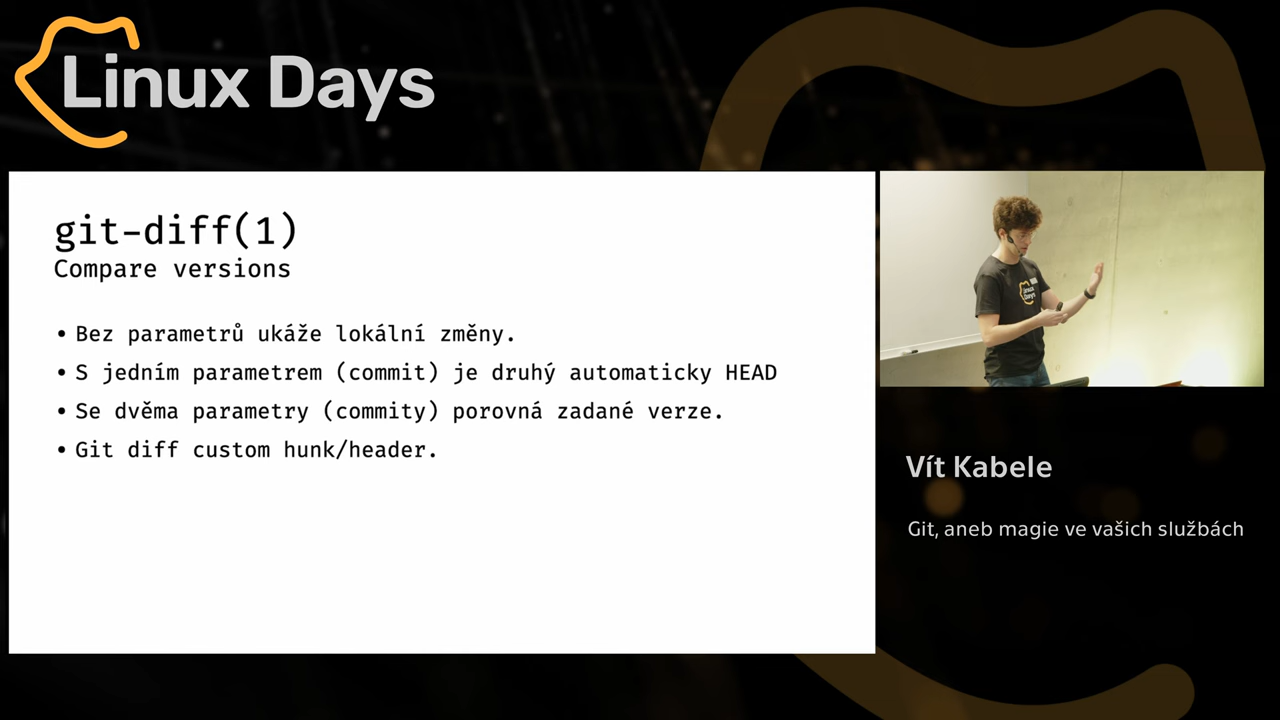 Linux Days
git-diff(1)
Compare versions
• Bez parametrů ukáže lokální změny.
• S jedním parametrem (commit) je druhý automaticky HEAD
• Se dvěma parametry (commity) porovná zadané verze.
• Git diff custom hunk/header.
Linux
Days
Vít Kabele
Git, aneb magie ve vašich službách